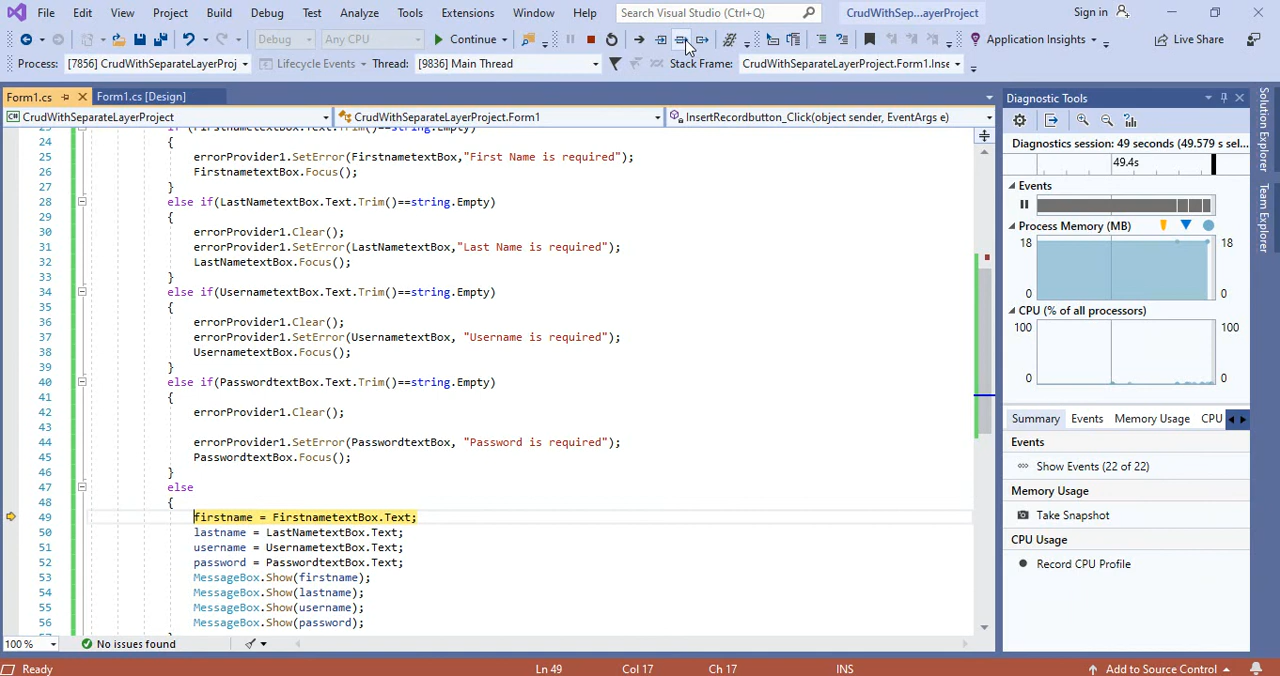 File Edit View Project Build Debug Test Analyze Tools Extensions Window Help Search Visual Studio (Ctrl+Q) CrudWithSep...ayerProject Sign in
Debug Any CPU Continue Application Insights Live Share
Process: [7856] CrudWithSeparateLayerProj Lifecycle Events Thread: [9836] Main Thread Stack Frame: CrudWithSeparateLayerProject.Form1.Inse
Form1.cs Form1.cs [Design]
CrudWithSeparateLayerProject CrudWithSeparateLayerProject.Form1 InsertRecordbutton_Click(object sender, EventArgs e)
23 if (FirstnametextBox.Text.Trim()==string.Empty)
24 {
25 errorProvider1.SetError(FirstnametextBox,"First Name is required");
26 FirstnametextBox.Focus();
27 }
28 else if(LastNametextBox.Text.Trim()==string.Empty)
29 {
30 errorProvider1.Clear();
31 errorProvider1.SetError(LastNametextBox,"Last Name is required");
32 LastNametextBox.Focus();
33 }
34 else if(UsernametextBox.Text.Trim()==string.Empty)
35 {
36 errorProvider1.Clear();
37 errorProvider1.SetError(UsernametextBox, "Username is required");
38 UsernametextBox.Focus();
39 }
40 else if(PasswordtextBox.Text.Trim()==string.Empty)
41 {
42 errorProvider1.Clear();
43
44 errorProvider1.SetError(PasswordtextBox, "Password is required");
45 PasswordtextBox.Focus();
46 }
47 else
48 {
49 firstname = FirstnametextBox.Text;
50 lastname = LastNametextBox.Text;
51 username = UsernametextBox.Text;
52 password = PasswordtextBox.Text;
53 MessageBox.Show(firstname);
54 MessageBox.Show(lastname);
55 MessageBox.Show(username);
56 MessageBox.Show(password);
100 % No issues found
Ready Ln 49 Col 17 Ch 17 INS Add to Source Control
Diagnostic Tools
Diagnostics session: 49 seconds (49.579 s sel...
49.4s
Events
Process Memory (MB)
18 18
0 0
CPU (% of all processors)
100 100
0 0
Summary Events Memory Usage CPU
Events
Show Events (22 of 22)
Memory Usage
Take Snapshot
CPU Usage
Record CPU Profile
Solution Explorer
Team Explorer